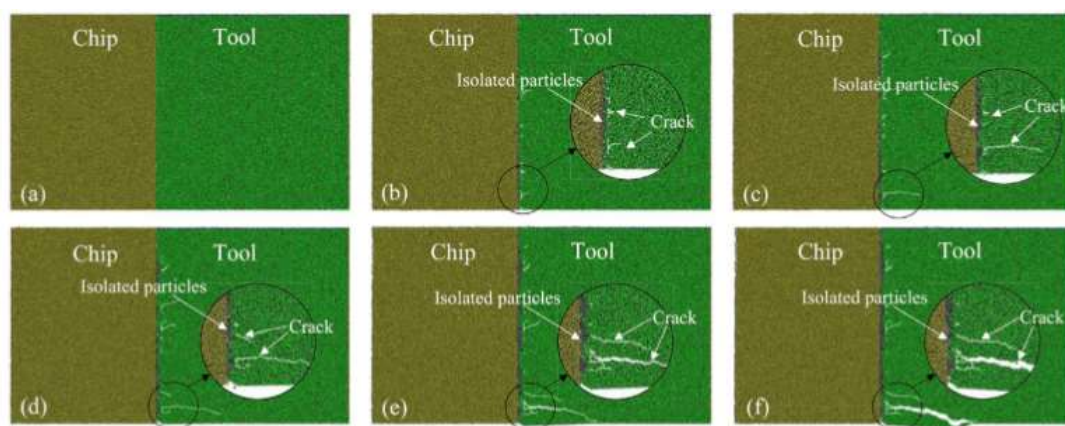 Chip Tool
(a)
Chip Tool
Isolated particles
Crack
(b)
Chip Tool
Isolated particles
Crack
(c)
Chip Tool
Isolated particles
Crack
(d)
Chip Tool
Isolated particles
Crack
(e)
Chip Tool
Isolated particles
Crack
(f)